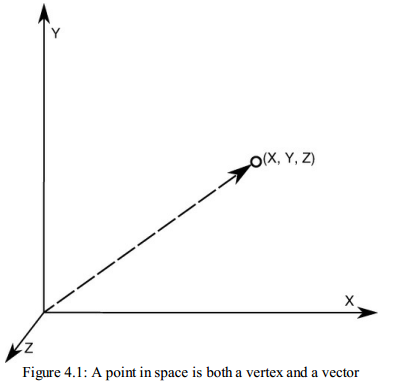 Y
(X, Y, Z)
X
Z
Figure 4.1: A point in space is both a vertex and a vector